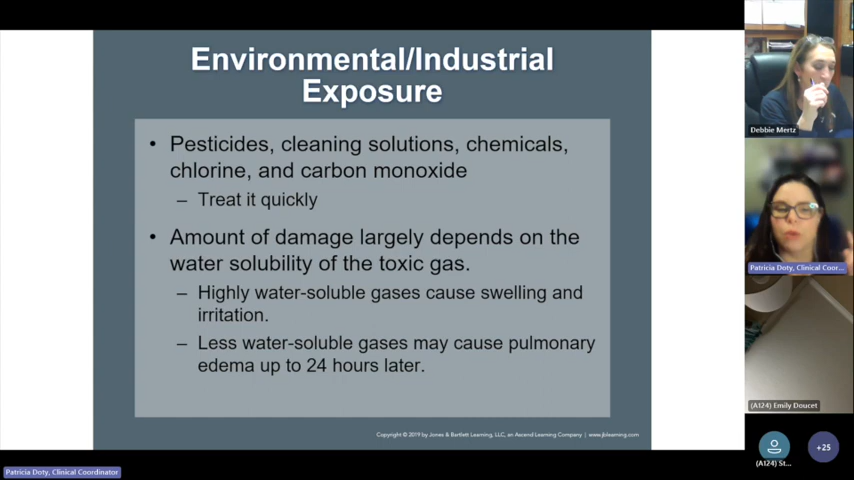 Environmental/Industrial
Exposure
• Pesticides, cleaning solutions, chemicals,
chlorine, and carbon monoxide
– Treat it quickly
• Amount of damage largely depends on the
water solubility of the toxic gas.
– Highly water-soluble gases cause swelling and
irritation.
– Less water-soluble gases may cause pulmonary
edema up to 24 hours later.
Copyright © 2019 by Jones & Bartlett Learning, LLC, an Ascend Learning Company | www.jblearning.com
Debbie Mertz
Patricia Doty, Clinical Coor...
(A124) Emily Doucet
(A124) St...
+25
Patricia Doty, Clinical Coordinator